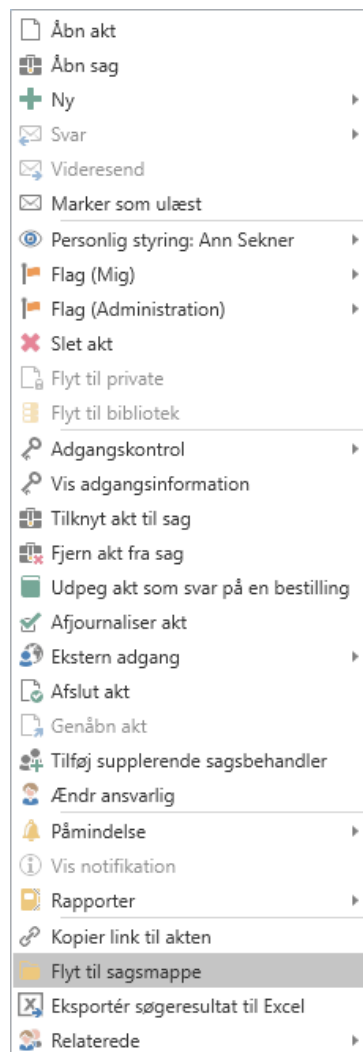 Åbn akt
Åbn sag
Ny
Svar
Videresend
Marker som ulæst
Personlig styring: Ann Sekner
Flag (Mig)
Flag (Administration)
Slet akt
Flyt til private
Flyt til bibliotek
Adgangskontrol
Vis adgangsinformation
Tilknyt akt til sag
Fjern akt fra sag
Udpeg akt som svar på en bestilling
Afjournaliser akt
Ekstern adgang
Afslut akt
Genåbn akt
Tilføj supplerende sagsbehandler
Ændr ansvarlig
Påmindelse
Vis notifikation
Rapporter
Kopier link til akten
Flyt til sagsmappe
Eksportér søgeresultat til Excel
Relaterede